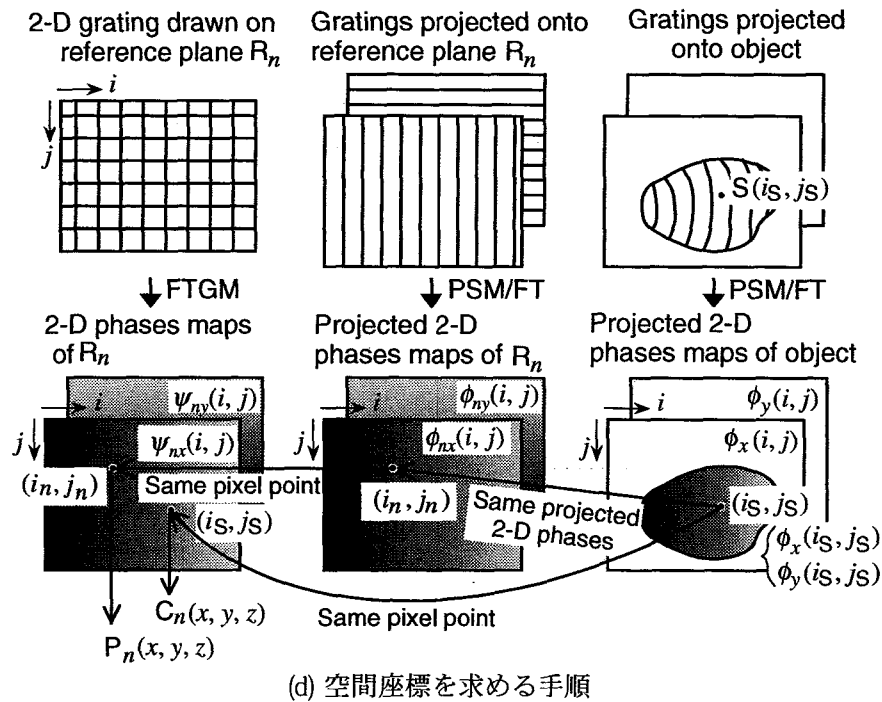 2-D grating drawn on
reference plane Rn
Gratings projected onto
reference plane Rn
Gratings projected
onto object
i
j
S(iS, jS)
FTGM
PSM/FT
PSM/FT
2-D phases maps
of Rn
Projected 2-D
phases maps of Rn
Projected 2-D
phases maps of object
i
j
ψny(i, j)
ψnx(i, j)
(in, jn)
Same pixel point
(iS, jS)
Cn(x, y, z)
Pn(x, y, z)
i
j
ϕny(i, j)
ϕnx(i, j)
(in, jn)
Same projected
2-D phases
i
j
ϕy(i, j)
ϕx(i, j)
(iS, jS)
ϕx(iS, jS)
ϕy(iS, jS)
Same pixel point
(d) 空間座標を求める手順